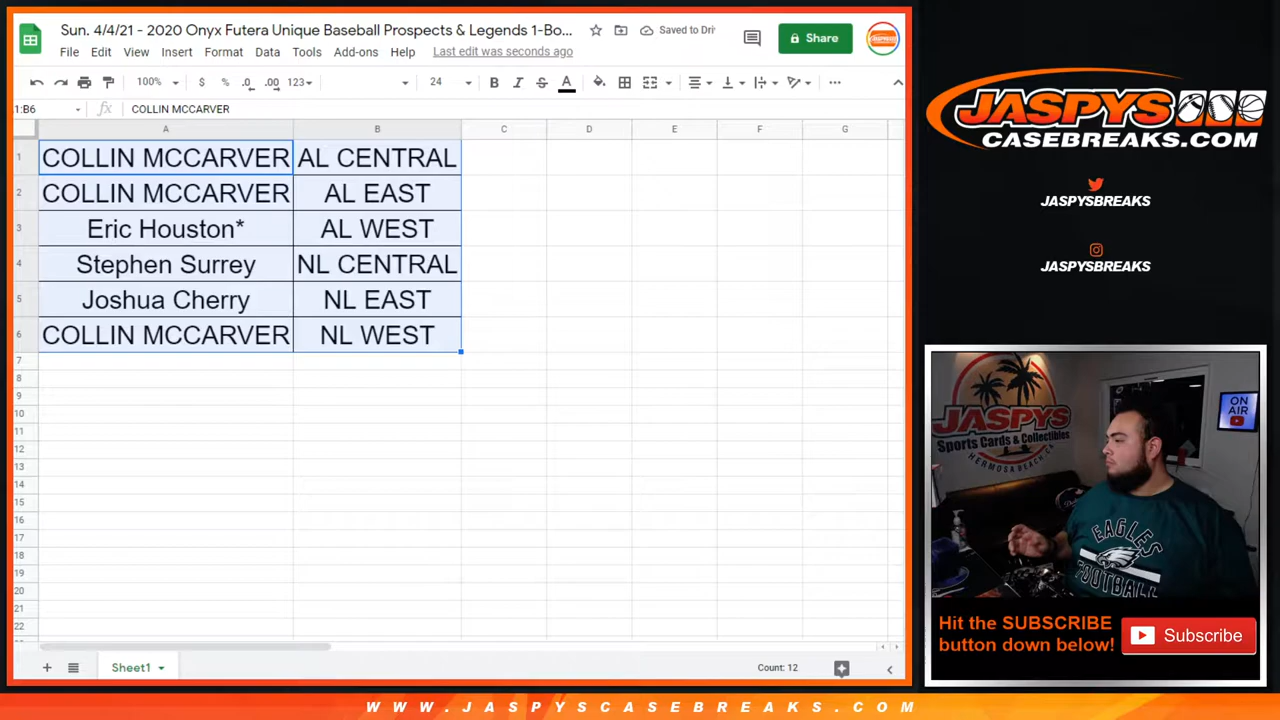 Sun. 4/4/21 - 2020 Onyx Futera Unique Baseball Prospects & Legends 1-Bo...
Saved to Dri
Share
File Edit View Insert Format Data Tools Add-ons Help Last edit was seconds ago
100% $ % .0 .00 123 24 B I S A
1:B6 fx COLLIN MCCARVER
A B C D E F G
1 COLLIN MCCARVER AL CENTRAL
2 COLLIN MCCARVER AL EAST
3 Eric Houston* AL WEST
4 Stephen Surrey NL CENTRAL
5 Joshua Cherry NL EAST
6 COLLIN MCCARVER NL WEST
7
8
9
10
11
12
13
14
15
16
17
18
19
20
21
22
Sheet1 Count: 12
JASPYS
CASEBREAKS.COM
JASPYSBREAKS
JASPYSBREAKS
JASPYS
Sports Cards & Collectibles
HERMOSA BEACH, CA
ON
AIR
EAGLES
FOOTBALL
Hit the SUBSCRIBE
button down below!
Subscribe
WWW.JASPYSCASEBREAKS.COM